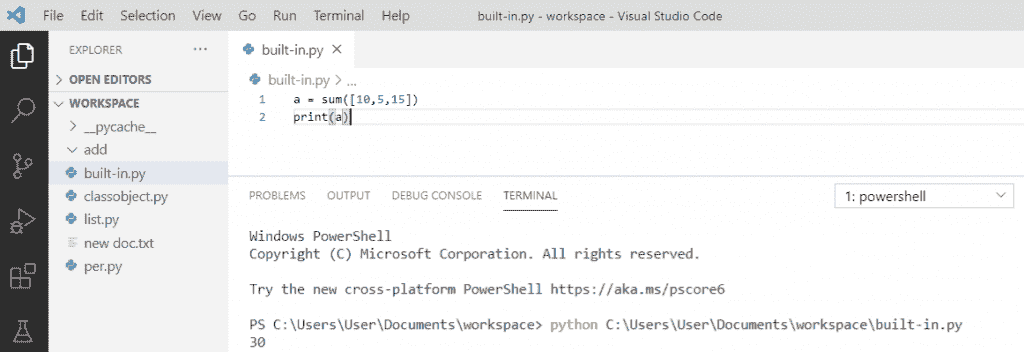 File Edit Selection View Go Run Terminal Help built-in.py - workspace - Visual Studio Code
EXPLORER ...
OPEN EDITORS
WORKSPACE
__pycache__
add
built-in.py
classobject.py
list.py
new doc.txt
per.py
built-in.py
built-in.py > ...
1 a = sum([10,5,15])
2 print(a)
PROBLEMS OUTPUT DEBUG CONSOLE TERMINAL 1: powershell
Windows PowerShell
Copyright (C) Microsoft Corporation. All rights reserved.
Try the new cross-platform PowerShell https://aka.ms/pscore6
PS C:\Users\User\Documents\workspace> python C:\Users\User\Documents\workspace\built-in.py
30